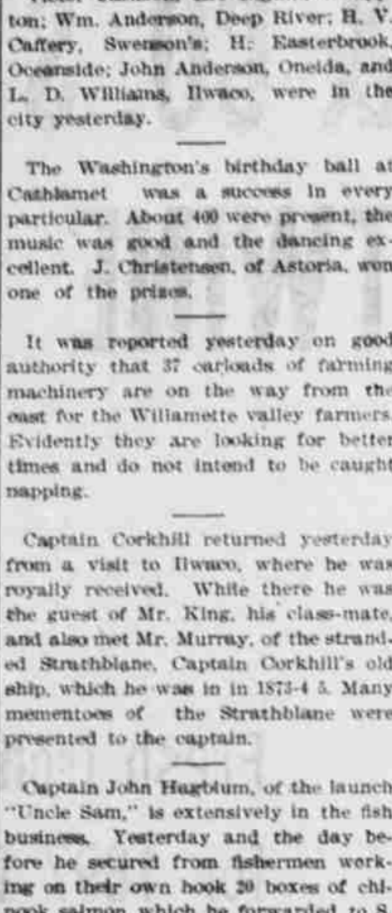 ton; Wm. Anderson, Deep River; H. V.
Caffery, Swenson's; H. Easterbrook,
Oceanside; John Anderson, Oneida, and
L. D. Williams, Ilwaco, were in the
city yesterday.
The Washington's birthday ball at
Cathlamet was a success in every
particular. About 400 were present, the
music was good and the dancing ex-
cellent. J. Christensen, of Astoria, won
one of the prizes.
It was reported yesterday on good
authority that 37 carloads of farming
machinery are on the way from the
east for the Willamette valley farmers.
Evidently they are looking for better
times and do not intend to be caught
napping.
Captain Corkhill returned yesterday
from a visit to Ilwaco, where he was
royally received. While there he was
the guest of Mr. King, his class-mate,
and also met Mr. Murray, of the strand-
ed Strathblane, Captain Corkhill's old
ship, which he was in in 1873-4 5. Many
mementoes of the Strathblane were
presented to the captain.
Captain John Hagblum, of the launch
"Uncle Sam," is extensively in the fish
business. Yesterday and the day be-
fore he secured from fishermen work-
ing on their own hook 20 boxes of chi-
nook salmon which he forwarded to